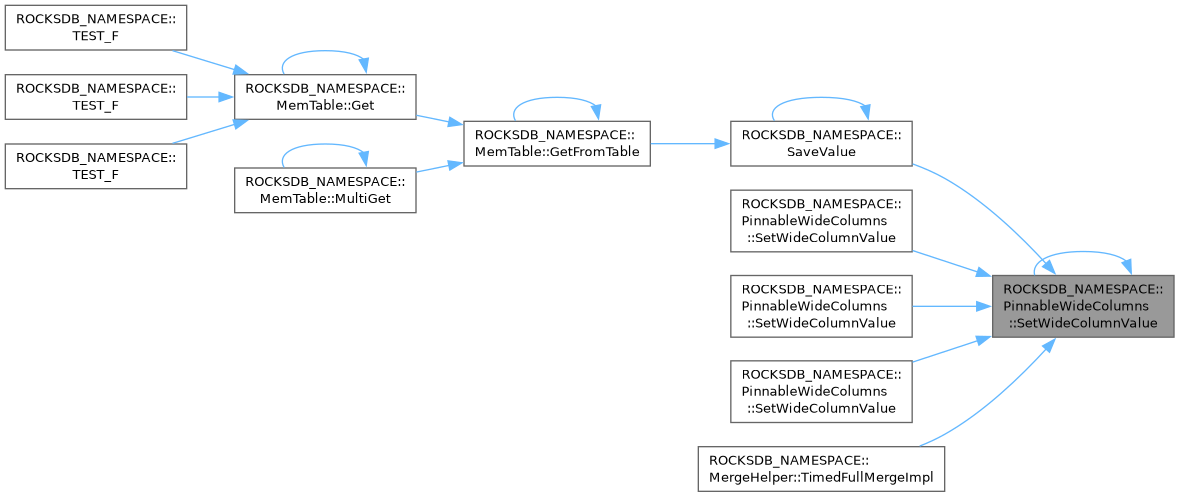 ROCKSDB_NAMESPACE::
TEST_F
ROCKSDB_NAMESPACE::
TEST_F
ROCKSDB_NAMESPACE::
TEST_F
ROCKSDB_NAMESPACE::
MemTable::Get
ROCKSDB_NAMESPACE::
MemTable::MultiGet
ROCKSDB_NAMESPACE::
MemTable::GetFromTable
ROCKSDB_NAMESPACE::
SaveValue
ROCKSDB_NAMESPACE::
PinnableWideColumns
::SetWideColumnValue
ROCKSDB_NAMESPACE::
PinnableWideColumns
::SetWideColumnValue
ROCKSDB_NAMESPACE::
PinnableWideColumns
::SetWideColumnValue
ROCKSDB_NAMESPACE::
MergeHelper::TimedFullMergeImpl
ROCKSDB_NAMESPACE::
PinnableWideColumns
::SetWideColumnValue